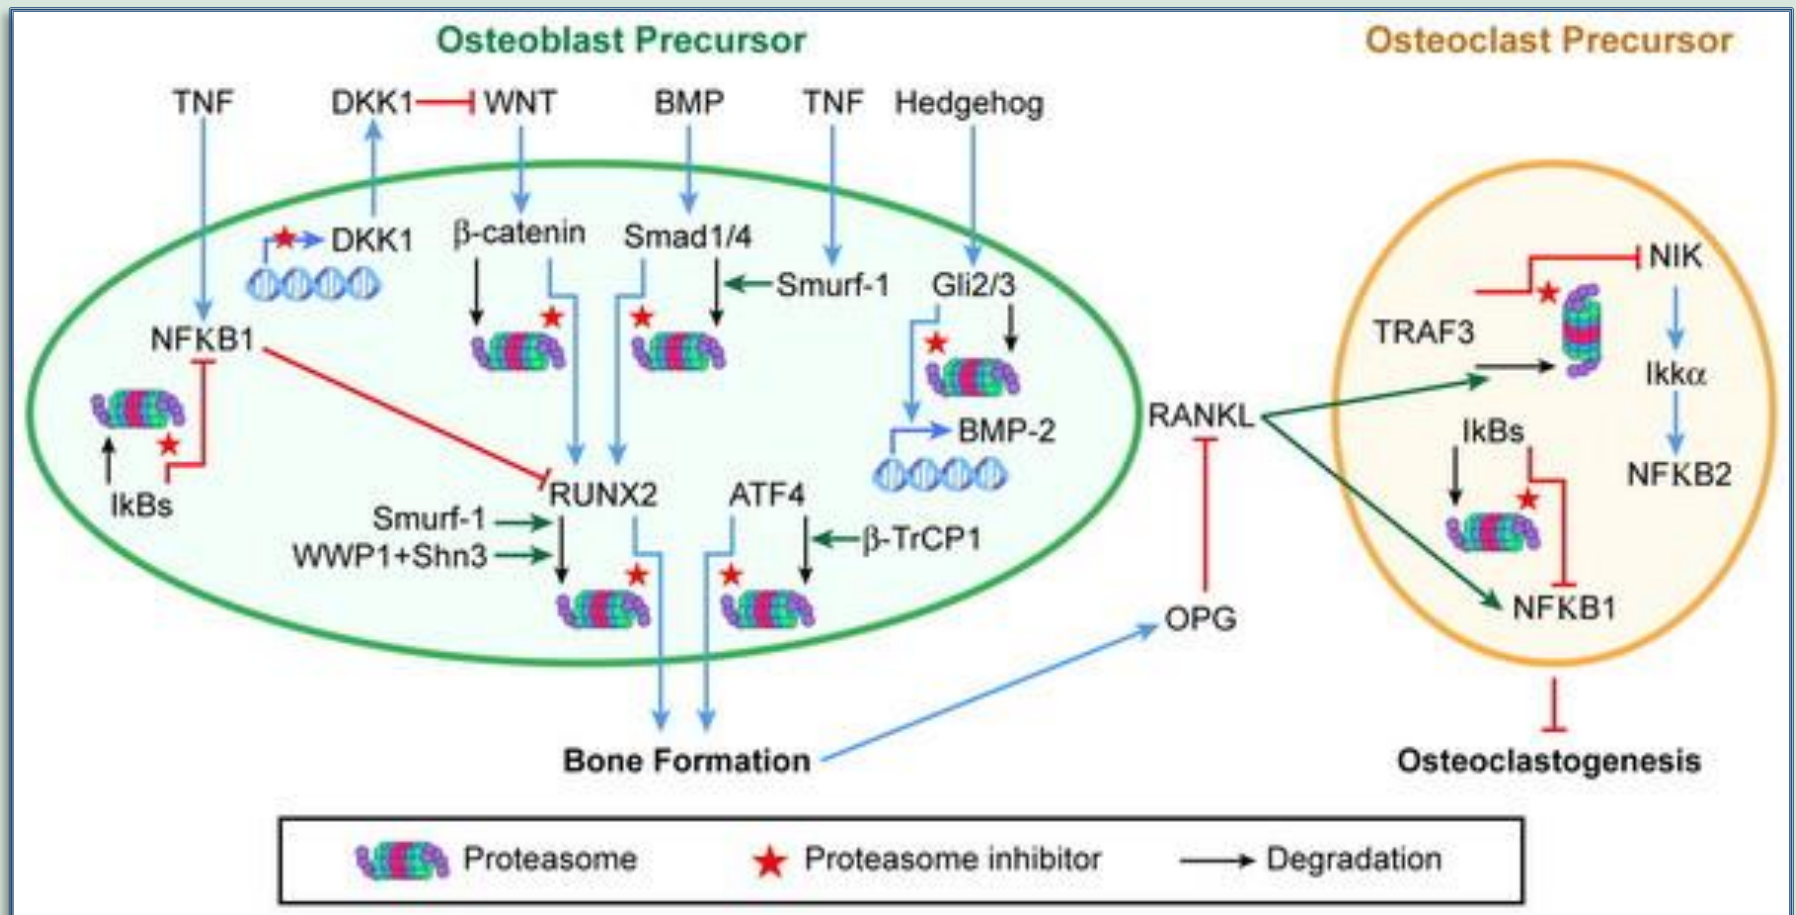 Osteoblast Precursor
Osteoclast Precursor
TNF
DKK1
WNT
BMP
TNF
Hedgehog
DKK1
β-catenin
Smad1/4
Smurf-1
Gli2/3
NFKB1
IkBs
BMP-2
RUNX2
ATF4
Smurf-1
WWP1+Shn3
β-TrCP1
RANKL
OPG
NIK
TRAF3
Ikkα
IkBs
NFKB2
NFKB1
Bone Formation
Osteoclastogenesis
Proteasome
Proteasome inhibitor
Degradation